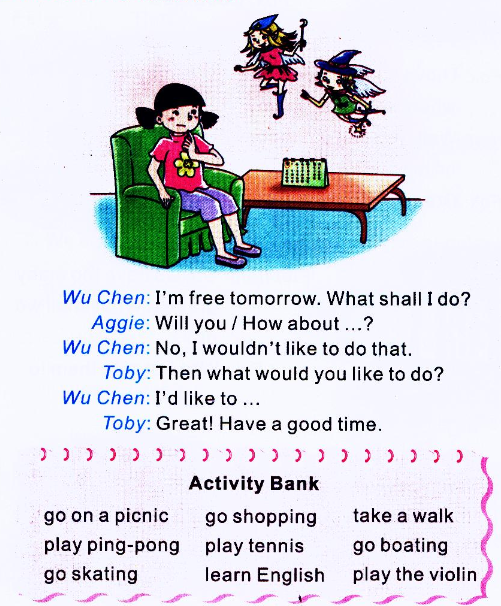 Wu Chen: I'm free tomorrow. What shall I do?
Aggie: Will you / How about ...?
Wu Chen: No, I wouldn't like to do that.
Toby: Then what would you like to do?
Wu Chen: I'd like to ...
Toby: Great! Have a good time.
Activity Bank
go on a picnic go shopping take a walk
play ping-pong play tennis go boating
go skating learn English play the violin